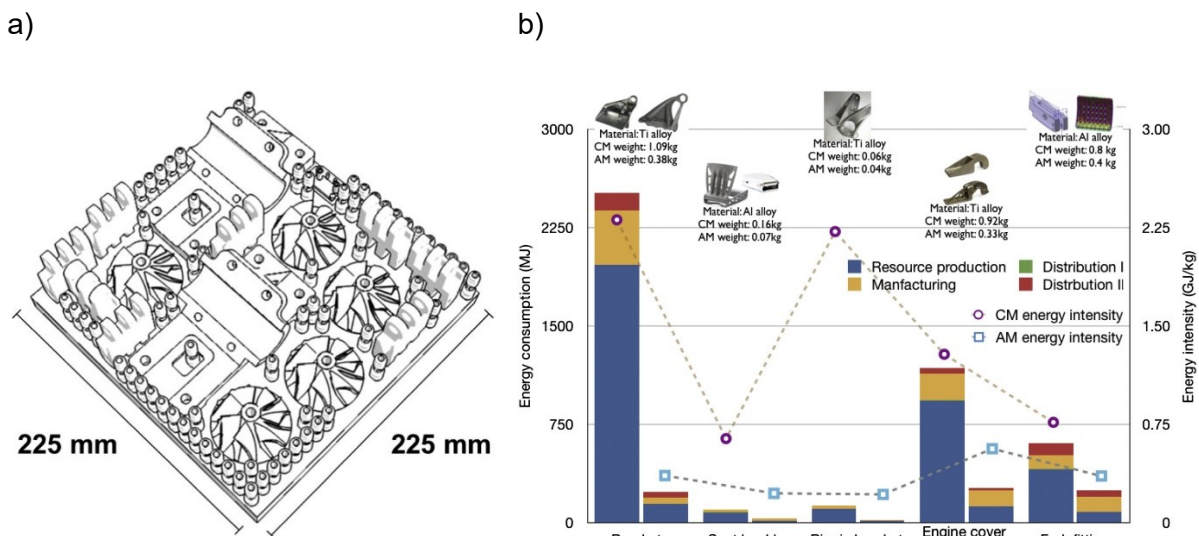 a)
b)
225 mm
225 mm
Material:Ti alloy
CM weight: 1.09kg
AM weight: 0.38kg
Material: Al alloy
CM weight: 0.16kg
AM weight: 0.07kg
Material:Ti alloy
CM weight: 0.06kg
AM weight: 0.04kg
Material: Ti alloy
CM weight: 0.92kg
AM weight: 0.33kg
Material: Al alloy
CM weight: 0.8 kg
AM weight: 0.4 kg
Energy consumption (MJ)
3000
2250
1500
750
0
Resource production
Manfacturing
Distribution I
Distrbution II
CM energy intensity
AM energy intensity
3.00
2.25
1.50
0.75
0
Energy intensity (GJ/kg)
Engine cover